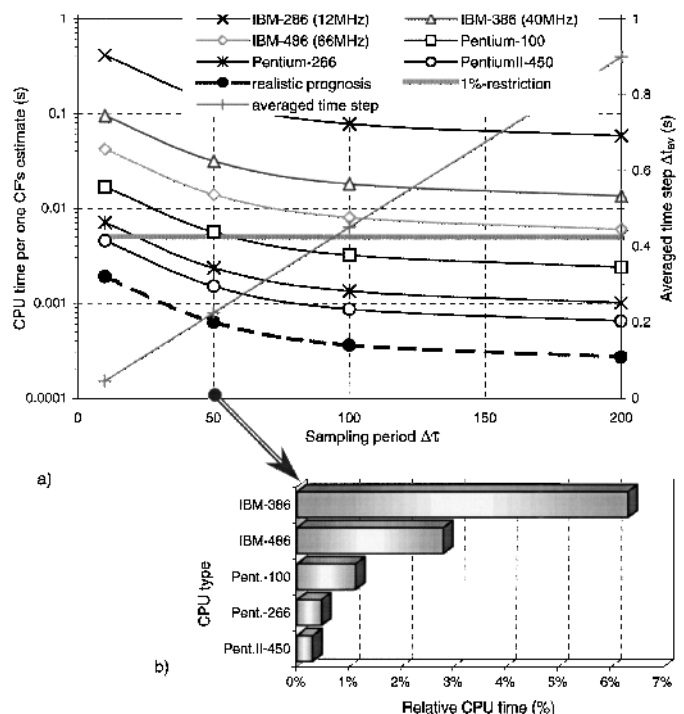 IBM-286 (12MHz)
IBM-386 (40MHz)
IBM-486 (66MHz)
Pentium-100
Pentium-266
PentiumII-450
realistic prognosis
1%-restriction
averaged time step
CPU time per one CF's estimate (s)
1
0.1
0.01
0.001
0.0001
Averaged time step Δtav (s)
1
0.8
0.6
0.4
0.2
0
0 50 100 150 200
Sampling period Δτ
a)
CPU type
IBM-386
IBM-486
Pent.-100
Pent.-266
Pent.II-450
b)
0% 1% 2% 3% 4% 5% 6% 7%
Relative CPU time (%)